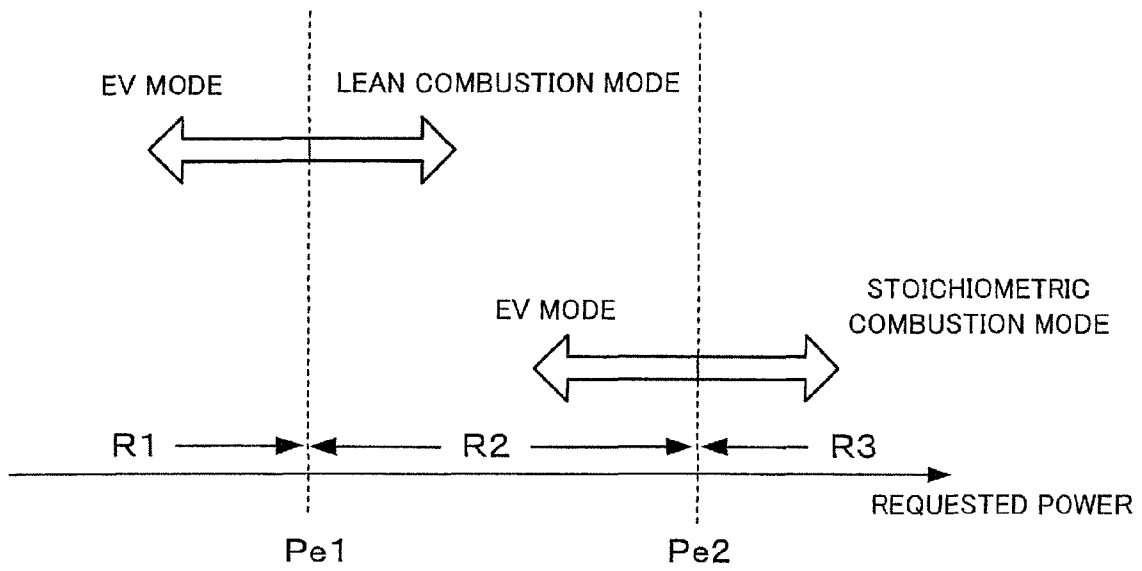 EV MODE
LEAN COMBUSTION MODE
EV MODE
STOICHIOMETRIC
COMBUSTION MODE
R1
R2
R3
REQUESTED POWER
Pe1
Pe2